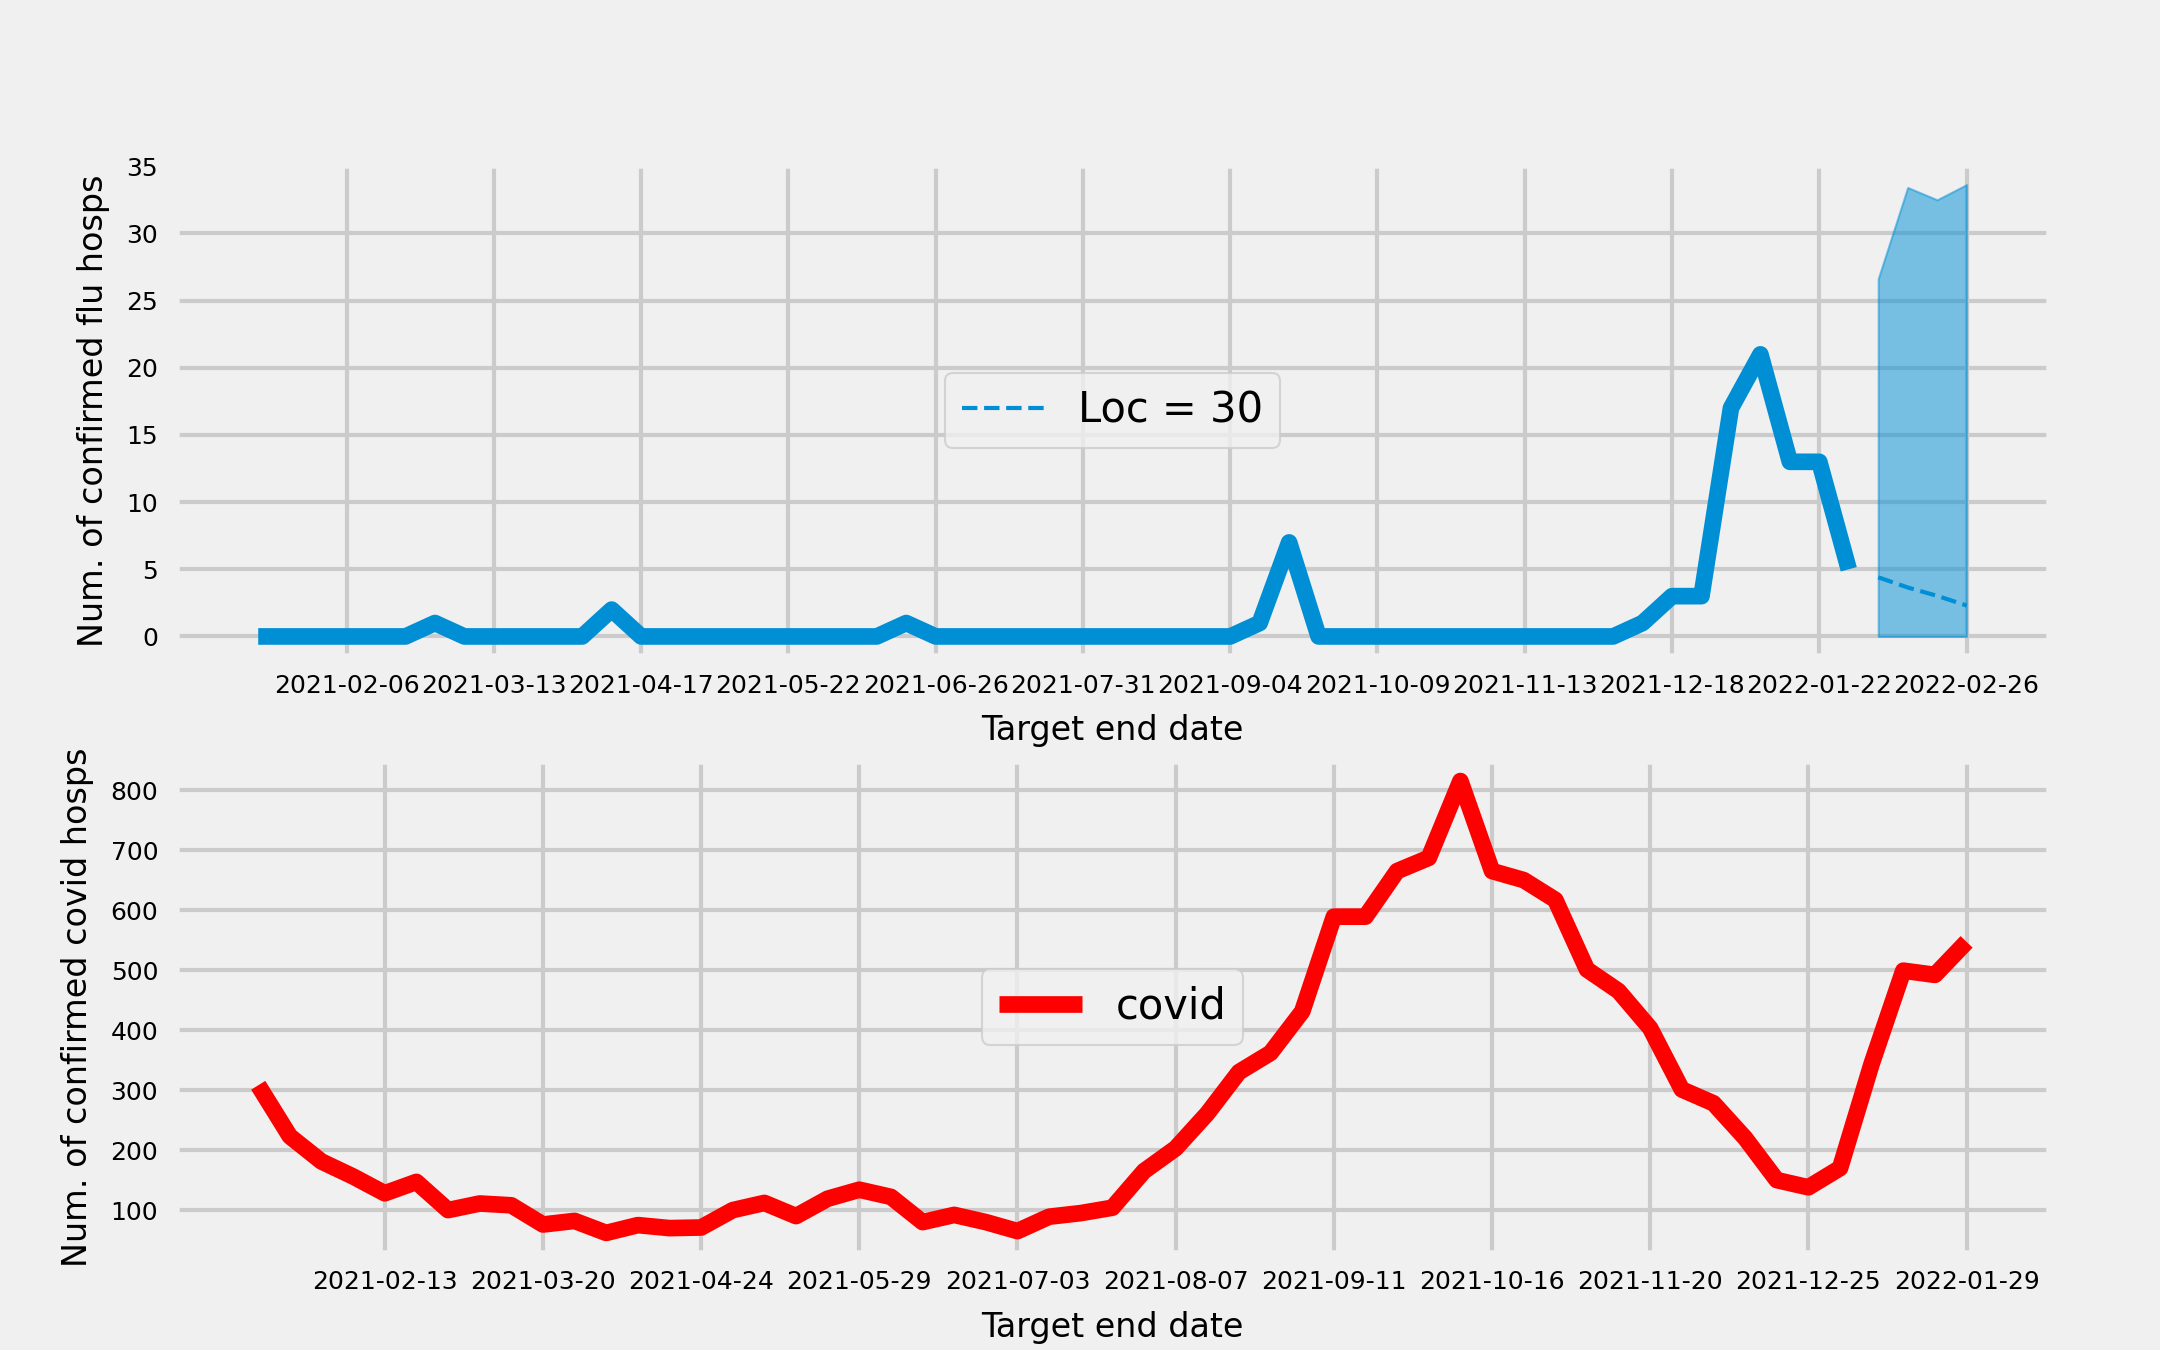 Num. of confirmed flu hosps
35
30
25
20
15
10
5
0
Loc = 30
2021-02-06 2021-03-13 2021-04-17 2021-05-22 2021-06-26 2021-07-31 2021-09-04 2021-10-09 2021-11-13 2021-12-18 2022-01-22 2022-02-26
Target end date
Num. of confirmed covid hosps
800
700
600
500
400
300
200
100
covid
2021-02-13 2021-03-20 2021-04-24 2021-05-29 2021-07-03 2021-08-07 2021-09-11 2021-10-16 2021-11-20 2021-12-25 2022-01-29
Target end date